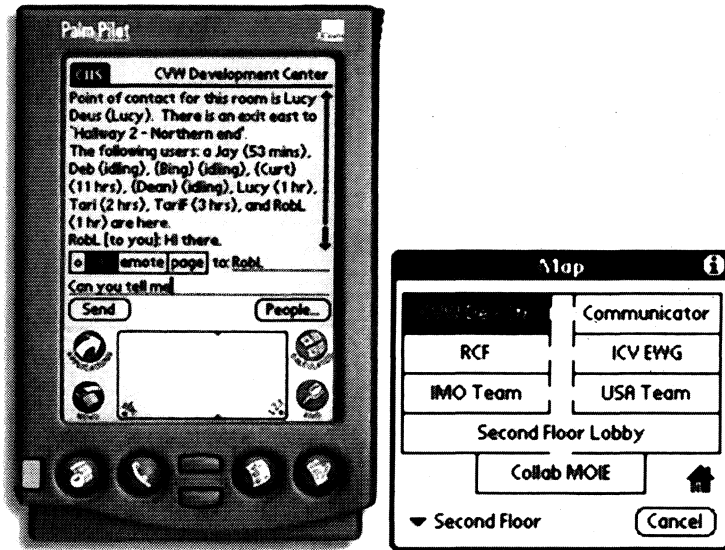 Palm Pilot
CVW Development Center
Point of contact for this room is Lucy
Deus (Lucy). There is an exit east to
'Hallway 2 - Northern end'.
The following users: a Jay (53 mins),
Deb (idling), (Bing) (idling), (Curt)
(11 hrs), (Dean) (idling), Lucy (1 hr),
Tari (2 hrs), TariF (3 hrs), and RobL
(1 hr) are here.
RobL [to you]: Hi there.
emote page to: RobL
Can you tell me
Send People...
Map
Communicator
RCF ICV EWG
IMO Team USA Team
Second Floor Lobby
Collab MOIE
Second Floor Cancel